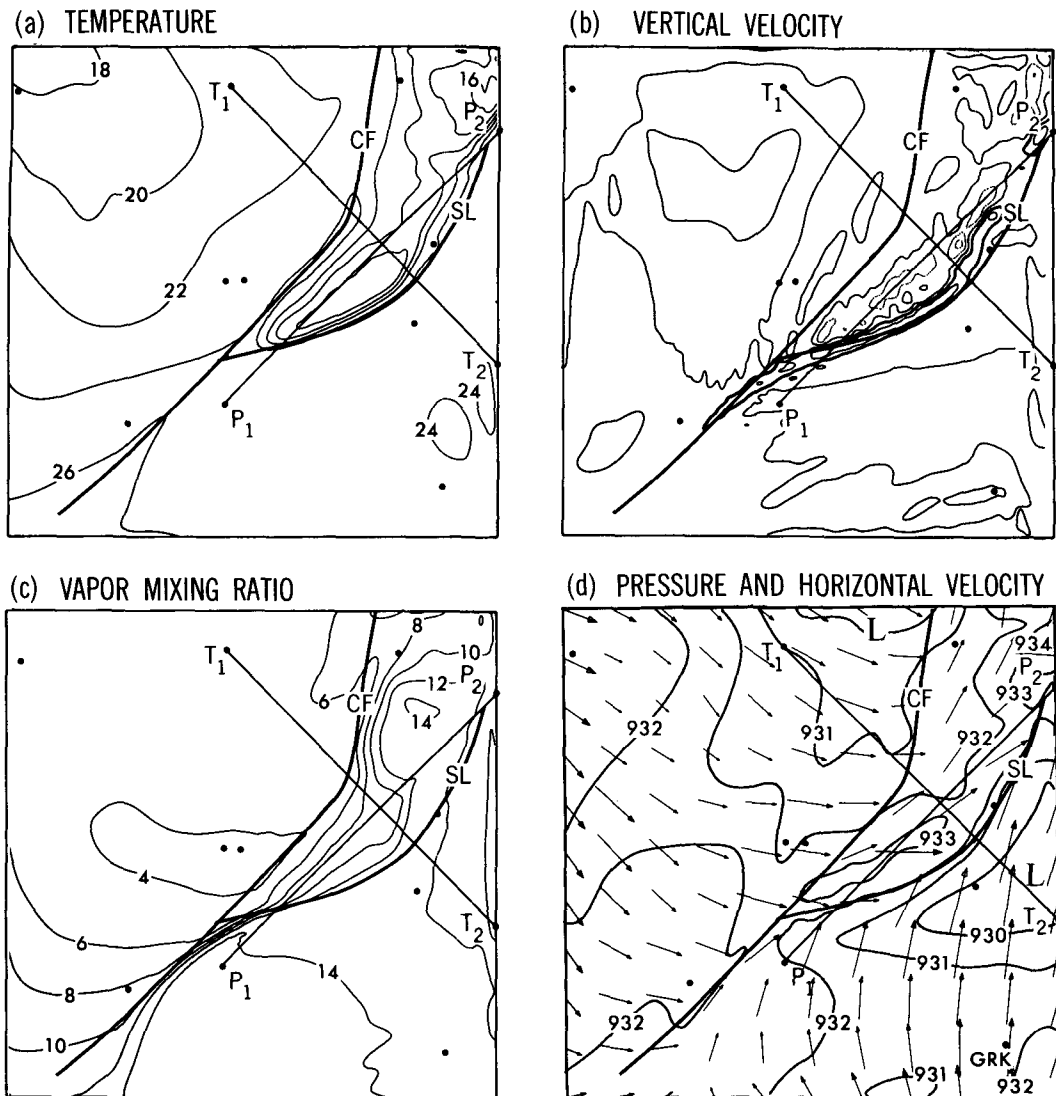 (a) TEMPERATURE
18
T1
16
P2
CF
20
SL
22
T2
24
24
P1
26
(b) VERTICAL VELOCITY
T1
P2
CF
6
SL
T2
P1
(c) VAPOR MIXING RATIO
8
T1
10
12
P2
6
CF
14
SL
4
T2
6
14
P1
8
10
(d) PRESSURE AND HORIZONTAL VELOCITY
L
T1
934
P2
933
CF
932
931
932
SL
933
L
T2
930
931
P1
932
932
GRK
931
932